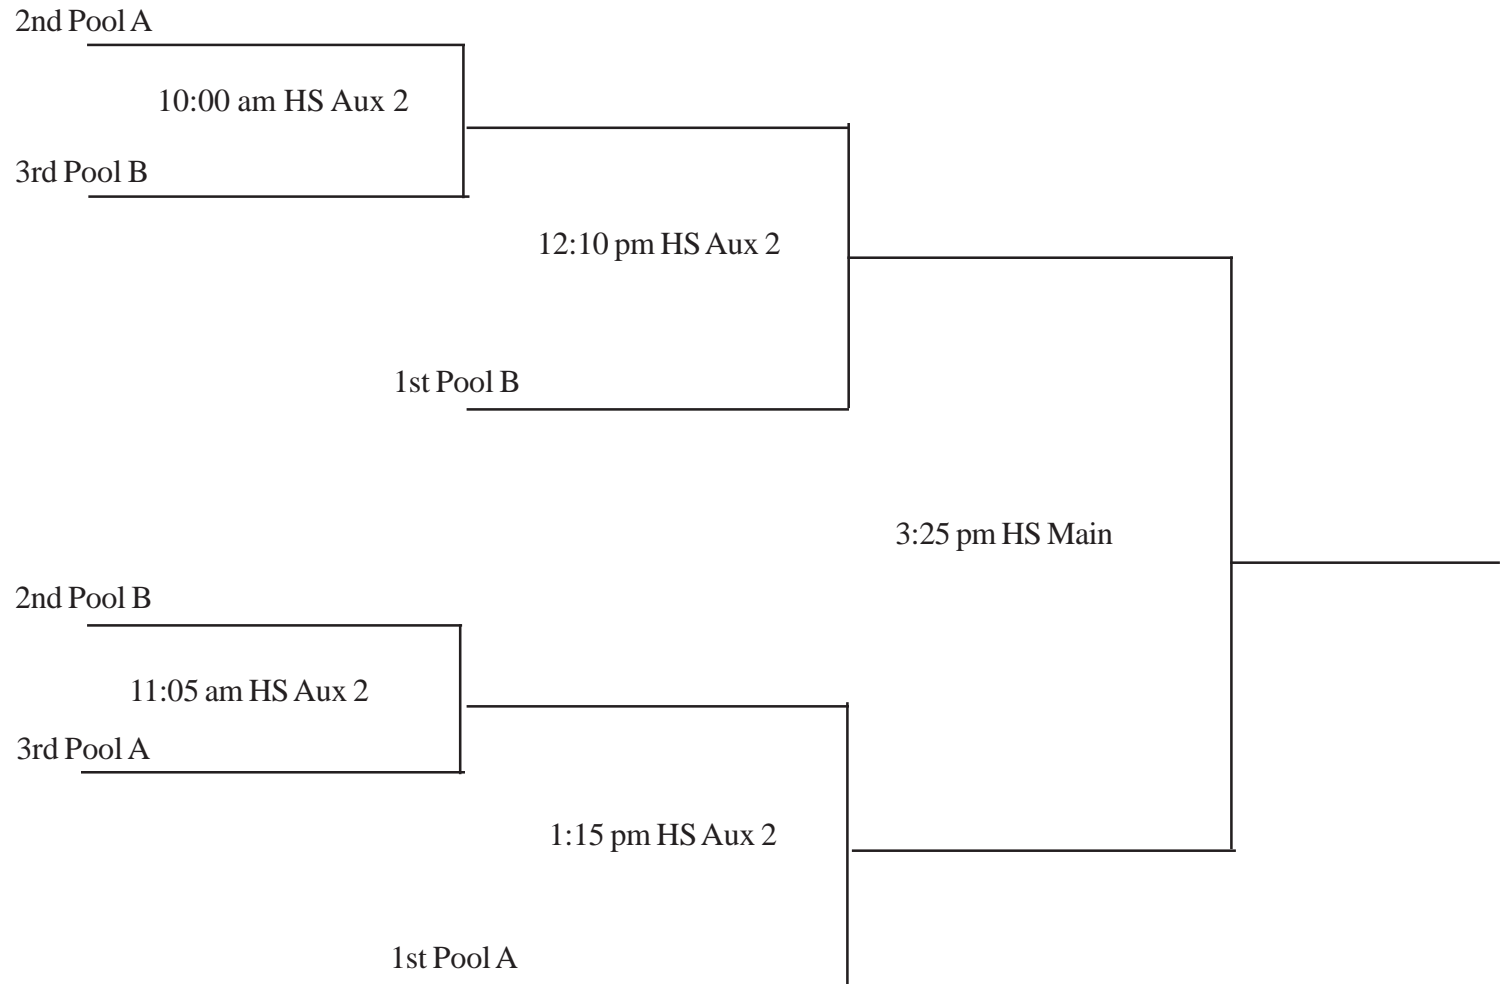 2nd Pool A
10:00 am HS Aux 2
3rd Pool B
12:10 pm HS Aux 2
1st Pool B
3:25 pm HS Main
2nd Pool B
11:05 am HS Aux 2
3rd Pool A
1:15 pm HS Aux 2
1st Pool A